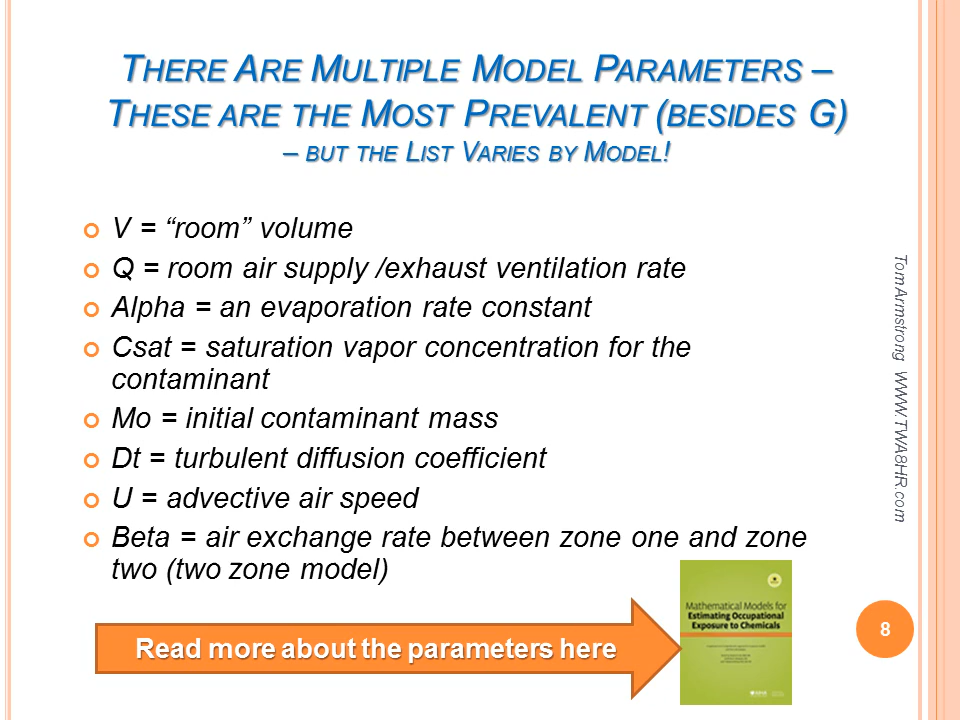 There Are Multiple Model Parameters –
These are the Most Prevalent (besides G)
– but the List Varies by Model!
V = “room” volume
Q = room air supply /exhaust ventilation rate
Alpha = an evaporation rate constant
Csat = saturation vapor concentration for the
contaminant
Mo = initial contaminant mass
Dt = turbulent diffusion coefficient
U = advective air speed
Beta = air exchange rate between zone one and zone
two (two zone model)
Read more about the parameters here
Mathematical Models for
Estimating Occupational
Exposure to Chemicals
Tom Armstrong WWW.TWA8HR.com
8